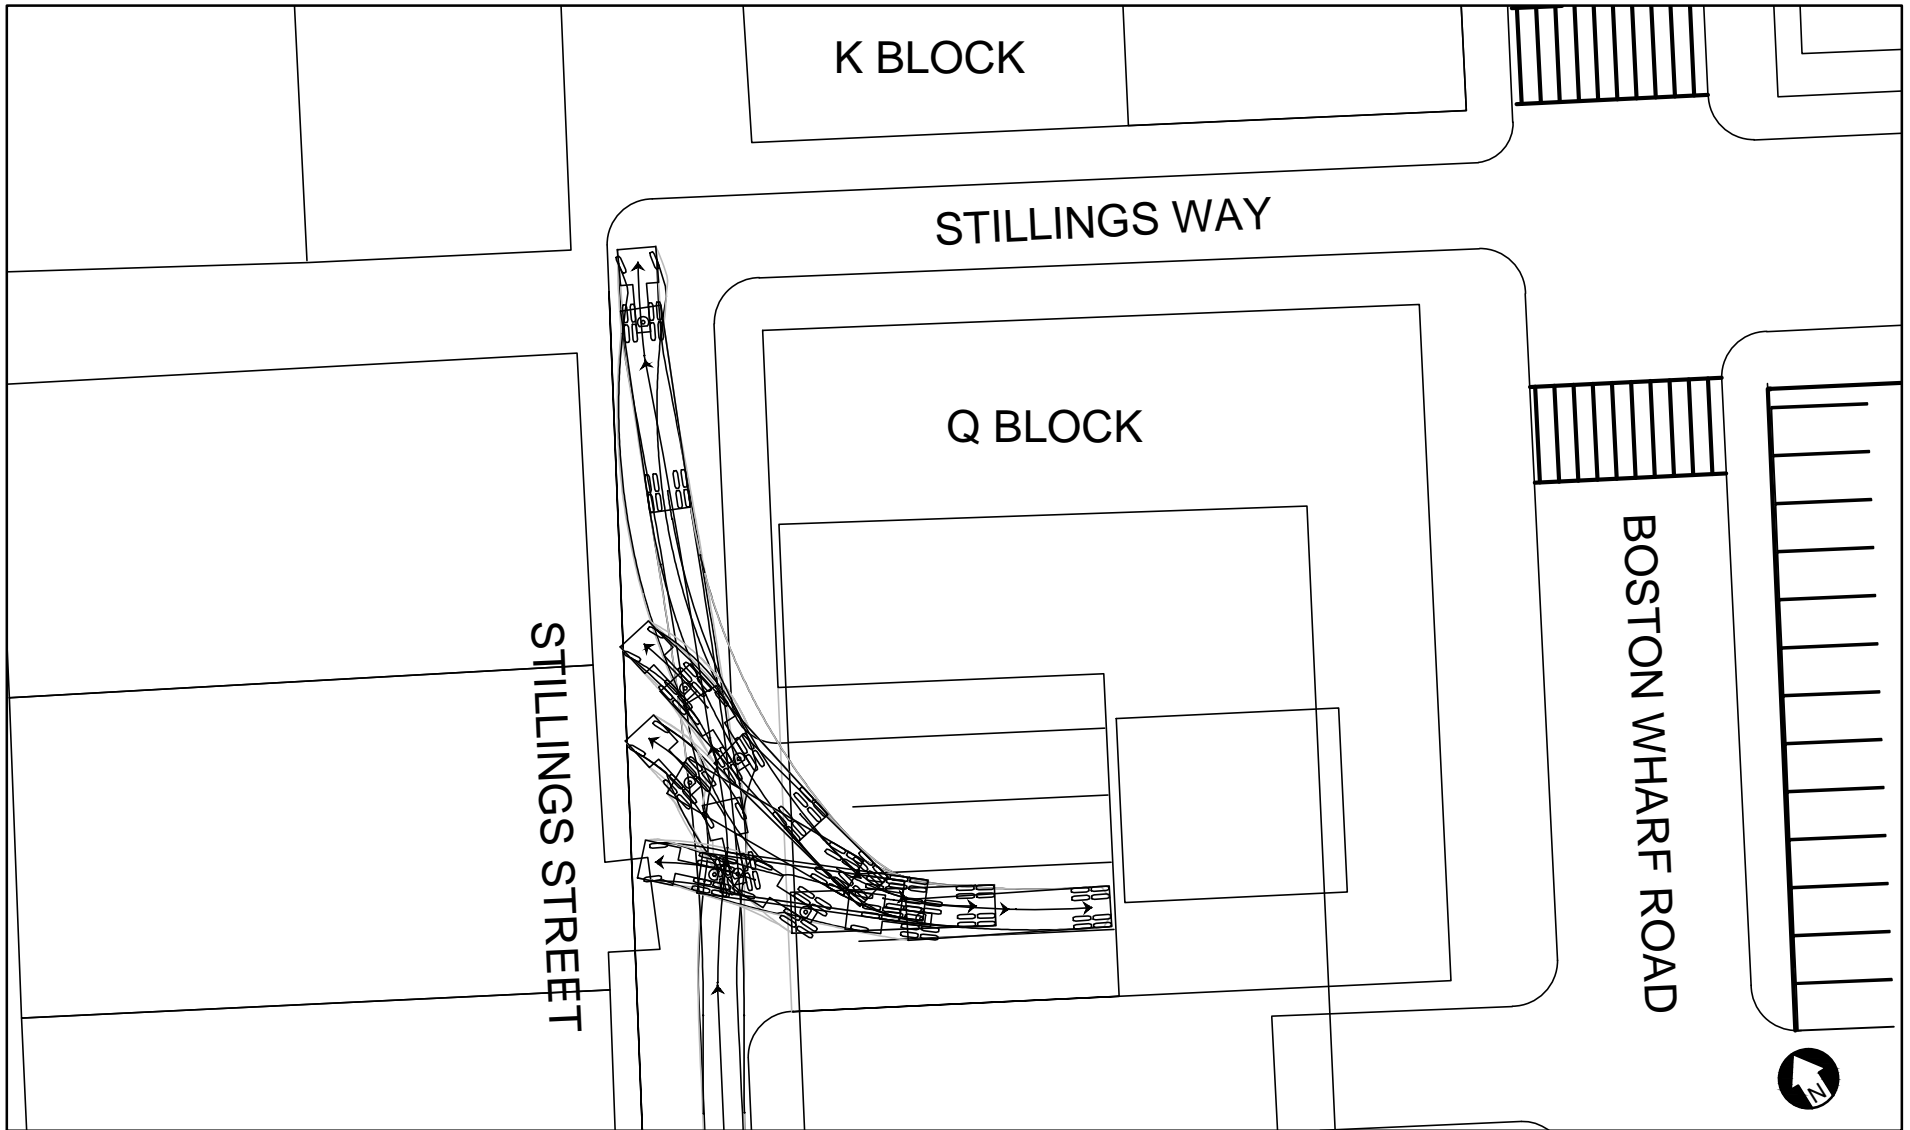 K BLOCK
STILLINGS WAY
Q BLOCK
STILLINGS STREET
BOSTON WHARF ROAD
N